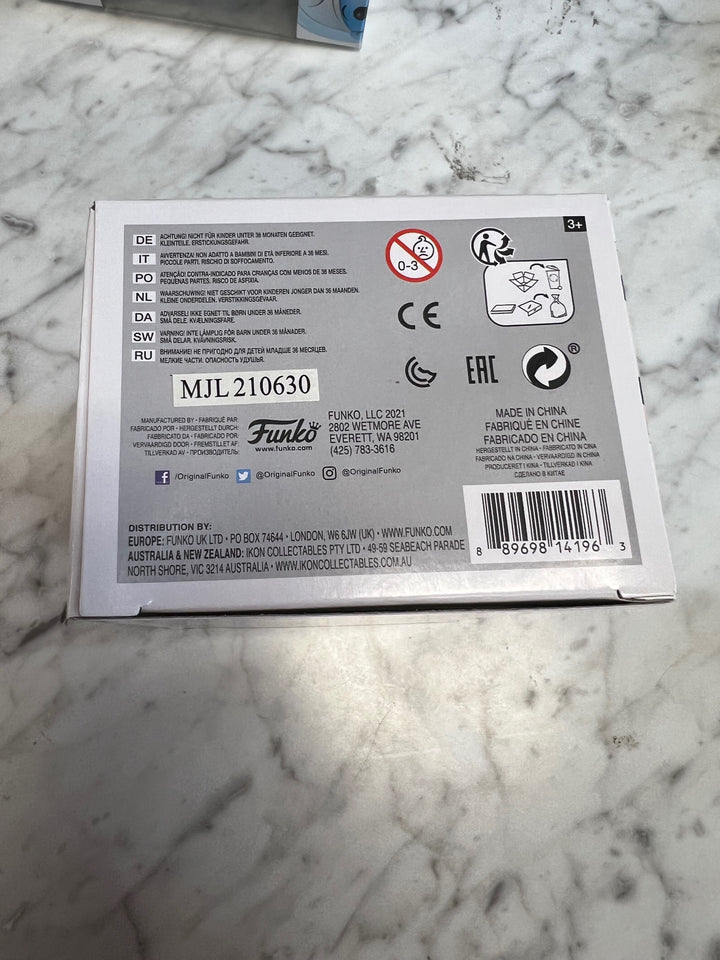 3+
DE ACHTUNG! NICHT FÜR KINDER UNTER 36 MONATEN GEEIGNET.
KLEINTEILE. ERSTICKUNGSGEFAHR.
IT AVVERTENZA! NON ADATTO A BAMBINI DI ETÀ INFERIORE A 36 MESI.
PICCOLE PARTI. RISCHIO DI SOFFOCAMENTO.
PO ATENÇÃO! CONTRA-INDICADO PARA CRIANÇAS COM MENOS DE 36 MESES.
PEQUENAS PARTES. RISCO DE ASFIXIA.
NL WAARSCHUWING! NIET GESCHIKT VOOR KINDEREN JONGER DAN 36 MAANDEN.
KLEINE ONDERDELEN. VERSTIKKINGSGEVAAR.
DA ADVARSEL! IKKE EGNET TIL BØRN UNDER 36 MÅNEDER.
SMÅ DELE. KVÆLNINGSFARE.
SW VARNING! INTE LÄMPLIG FÖR BARN UNDER 36 MÅNADER.
SMÅ DELAR. KVÄVNINGSRISK.
RU ВНИМАНИЕ! НЕ ПРИГОДНО ДЛЯ ДЕТЕЙ МЛАДШЕ 36 МЕСЯЦЕВ.
МЕЛКИЕ ЧАСТИ. ОПАСНОСТЬ УДУШЬЯ.
0-3
CE
EAC
®
MJL 210630
MANUFACTURED BY • FABRIQUÉ PAR:
FABRICADO POR • HERGESTELLT DURCH:
FABBRICATO DA • FABRICADO POR:
VERVAARDIGD DOOR • FREMSTILLET AF:
TILLVERKAD AV • ПРОИЗВОДИТЕЛЬ:
Funko
www.funko.com
FUNKO, LLC 2021
2802 WETMORE AVE
EVERETT, WA 98201
(425) 783-3616
MADE IN CHINA
FABRIQUÉ EN CHINE
FABRICADO EN CHINA
HERGESTELLT IN CHINA • FABBRICATO IN CINA
FABRICADO NA CHINA • VERVAARDIGD IN CHINA
PRODUCERET I KINA • TILLVERKAD I KINA
СДЕЛАНО В КИТАЕ
f /OriginalFunko @OriginalFunko @OriginalFunko
DISTRIBUTION BY:
EUROPE: FUNKO UK LTD • PO BOX 74644 • LONDON, W6 6JW (UK) • WWW.FUNKO.COM
AUSTRALIA & NEW ZEALAND: IKON COLLECTABLES PTY LTD • 49-59 SEABEACH PARADE
NORTH SHORE, VIC 3214 AUSTRALIA • WWW.IKONCOLLECTABLES.COM.AU
8 89698 14196 3